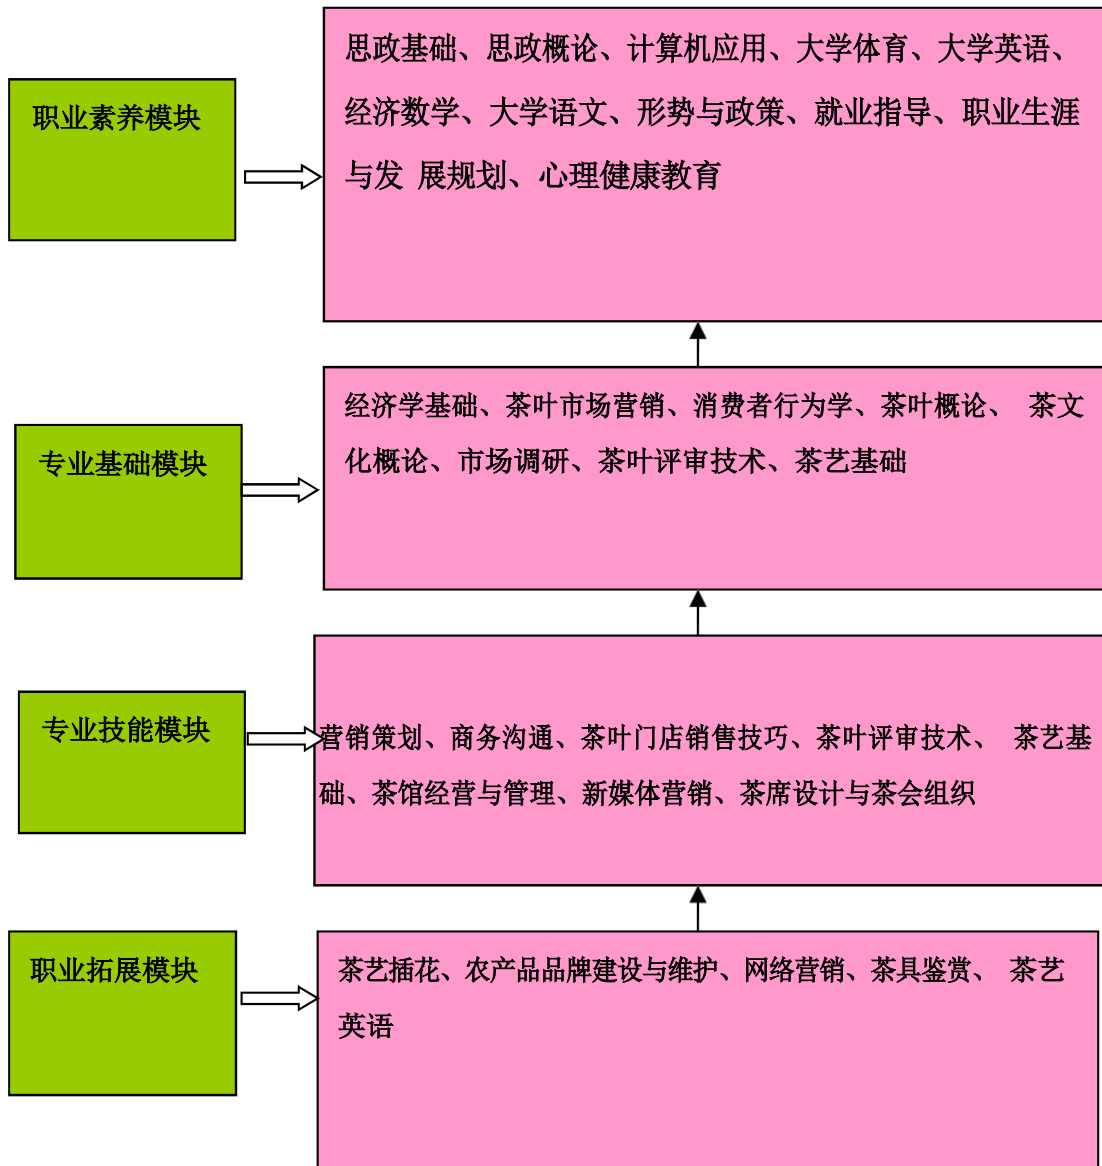 职业素养模块
思政基础、思政概论、计算机应用、大学体育、大学英语、
经济数学、大学语文、形势与政策、就业指导、职业生涯
与发 展规划、心理健康教育
专业基础模块
经济学基础、茶叶市场营销、消费者行为学、茶叶概论、 茶文
化概论、市场调研、茶叶评审技术、茶艺基础
专业技能模块
营销策划、商务沟通、茶叶门店销售技巧、茶叶评审技术、 茶艺基
础、茶馆经营与管理、新媒体营销、茶席设计与茶会组织
职业拓展模块
茶艺插花、农产品品牌建设与维护、网络营销、茶具鉴赏、 茶艺
英语